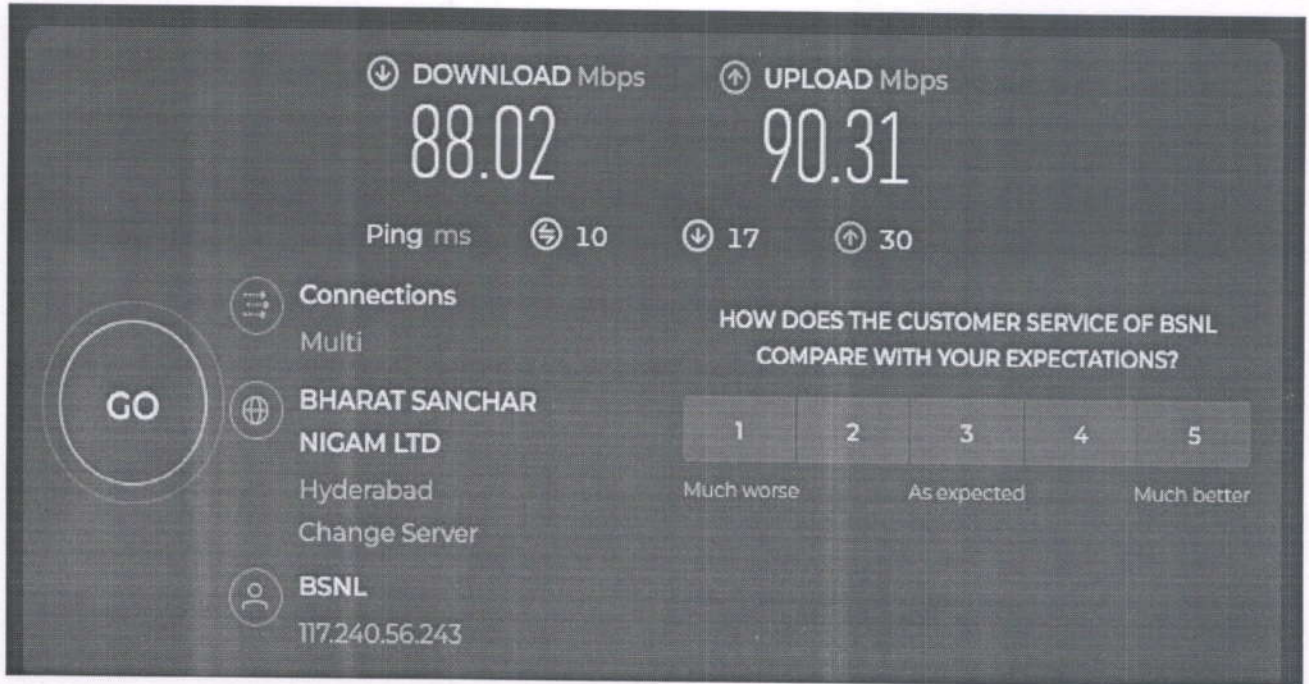 DOWNLOAD Mbps
UPLOAD Mbps
88.02
90.31
Ping ms 10 17 30
Connections
Multi
BHARAT SANCHAR
NIGAM LTD
Hyderabad
Change Server
BSNL
117.240.56.243
GO
HOW DOES THE CUSTOMER SERVICE OF BSNL
COMPARE WITH YOUR EXPECTATIONS?
1 2 3 4 5
Much worse As expected Much better